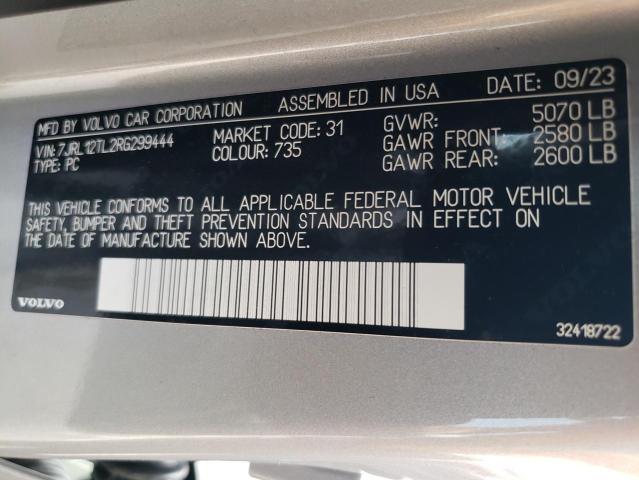 MFD BY VOLVO CAR CORPORATION ASSEMBLED IN USA DATE: 09/23
VIN: 7JRL12TL2RG299444 MARKET CODE: 31 GVWR: 5070 LB
TYPE: PC COLOUR: 735 GAWR FRONT: 2580 LB
GAWR REAR: 2600 LB
THIS VEHICLE CONFORMS TO ALL APPLICABLE FEDERAL MOTOR VEHICLE
SAFETY, BUMPER AND THEFT PREVENTION STANDARDS IN EFFECT ON
THE DATE OF MANUFACTURE SHOWN ABOVE.
VOLVO
32418722